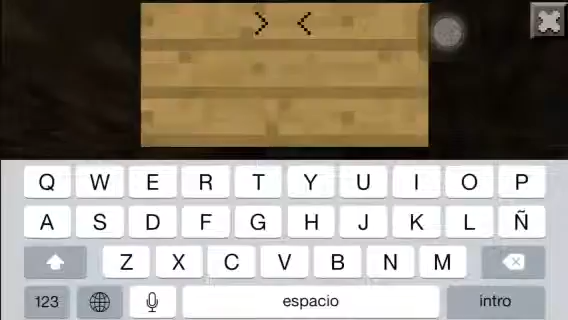 > <
Q W E R T Y U I O P
A S D F G H J K L Ñ
Z X C V B N M
123 espacio intro